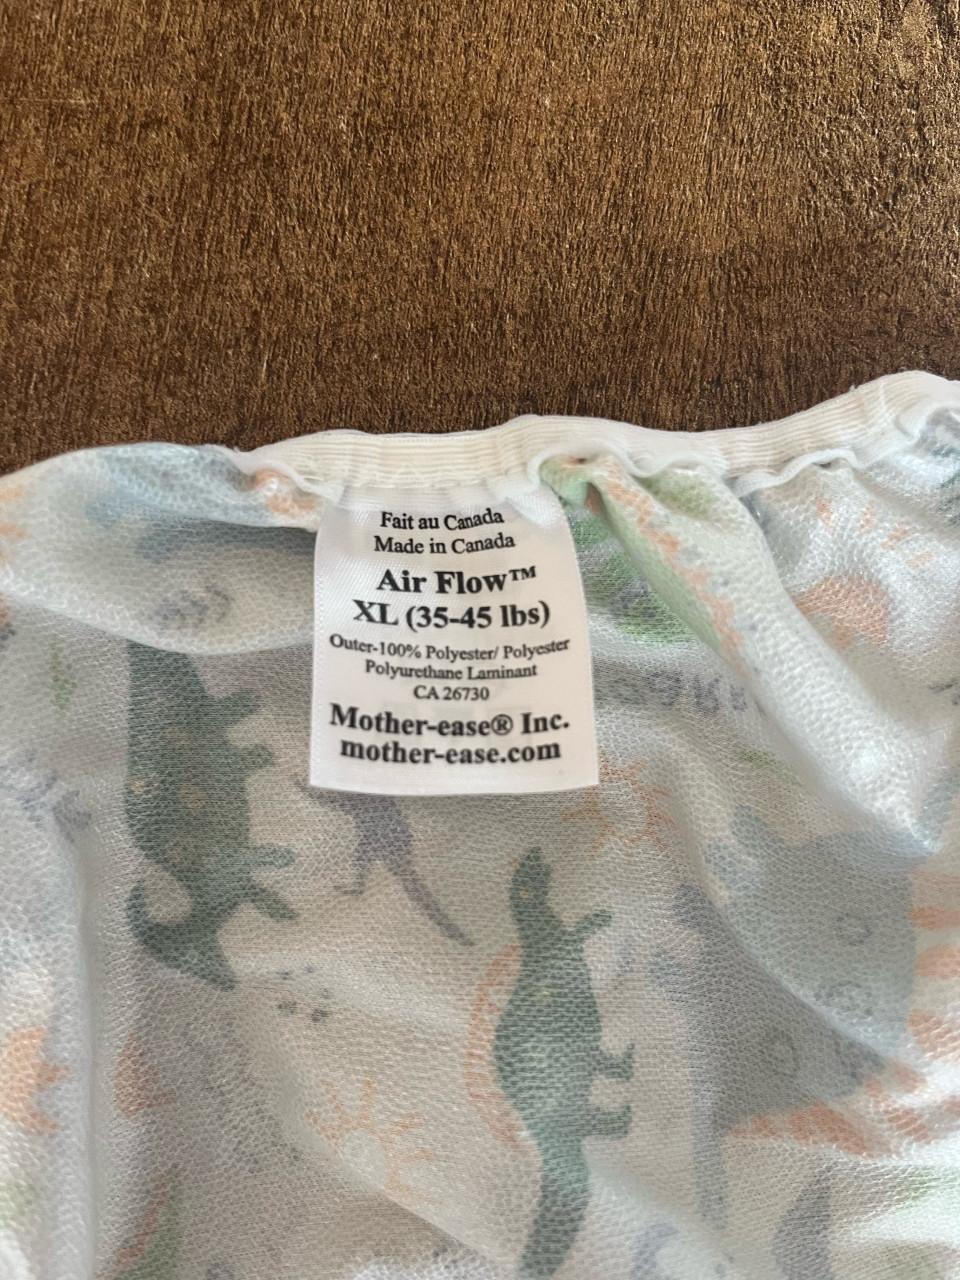 Fait au Canada
Made in Canada
Air Flow™
XL (35-45 lbs)
Outer-100% Polyester/ Polyester
Polyurethane Laminant
CA 26730
Mother-ease® Inc.
mother-ease.com